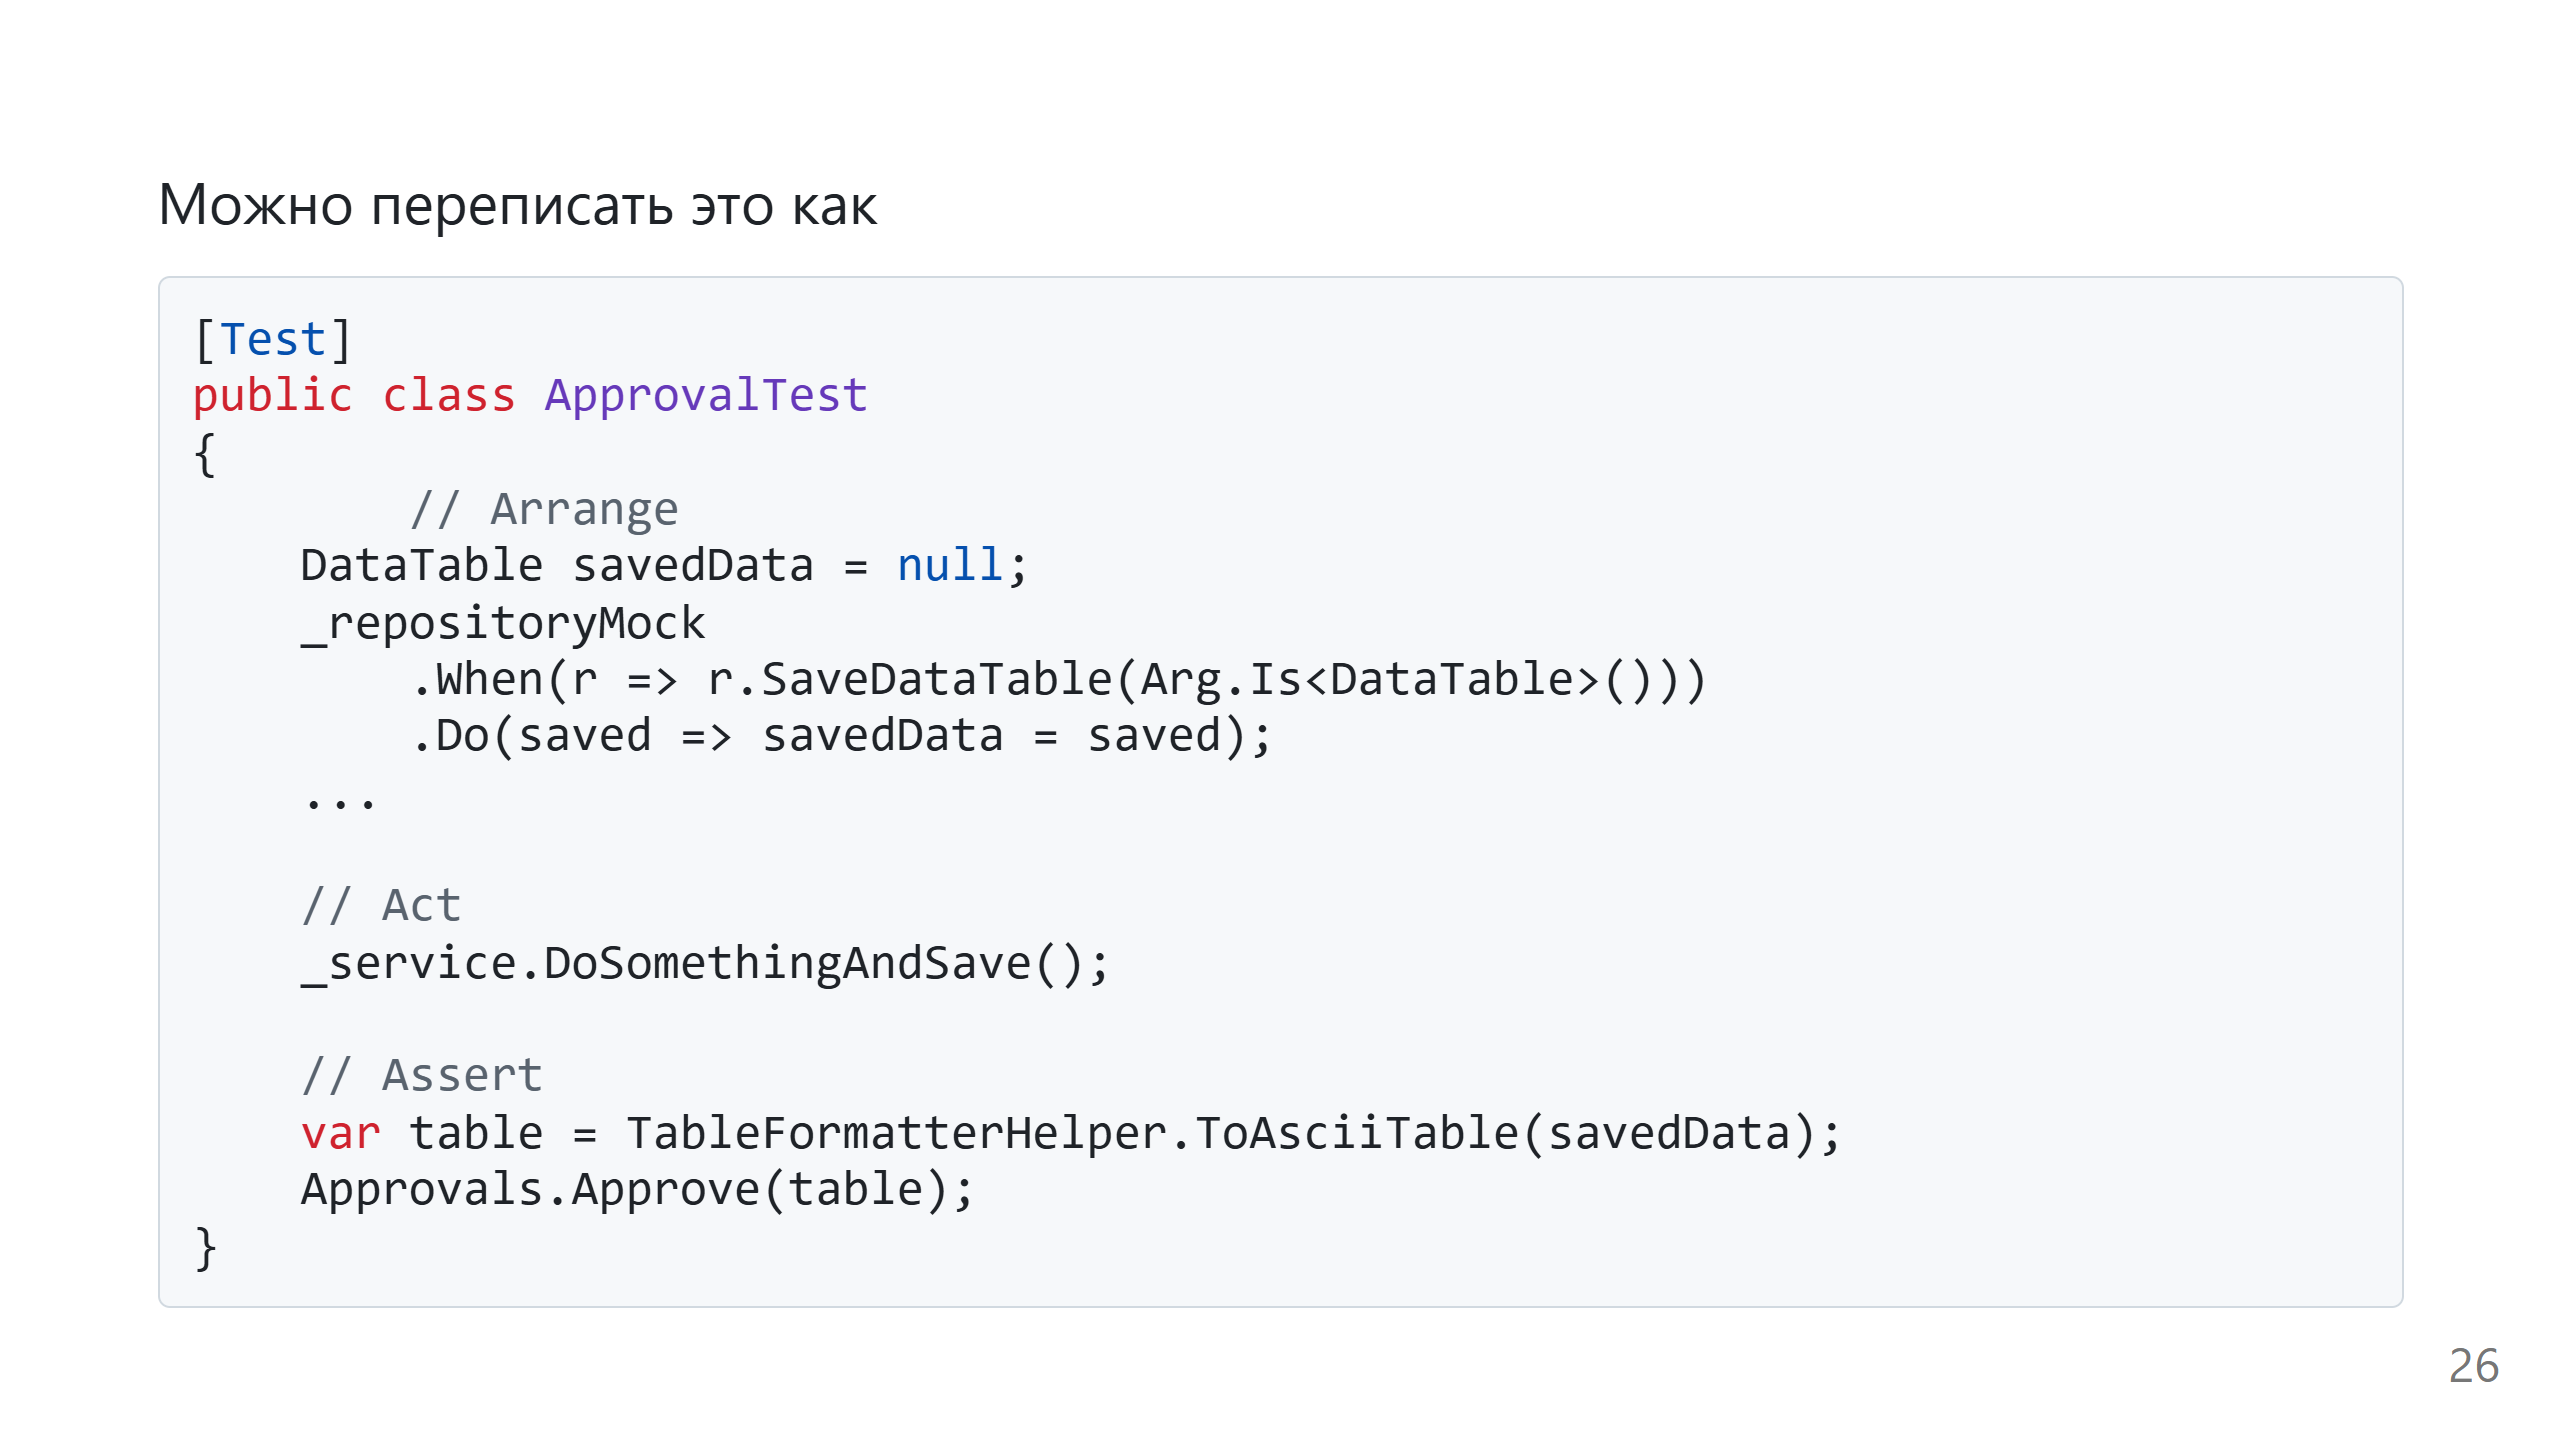 Можно переписать это как
[Test]
public class ApprovalTest
{
        // Arrange
    DataTable savedData = null;
    _repositoryMock
        .When(r => r.SaveDataTable(Arg.Is<DataTable>()))
        .Do(saved => savedData = saved);
    ...

    // Act
    _service.DoSomethingAndSave();

    // Assert
    var table = TableFormatterHelper.ToAsciiTable(savedData);
    Approvals.Approve(table);
}
26